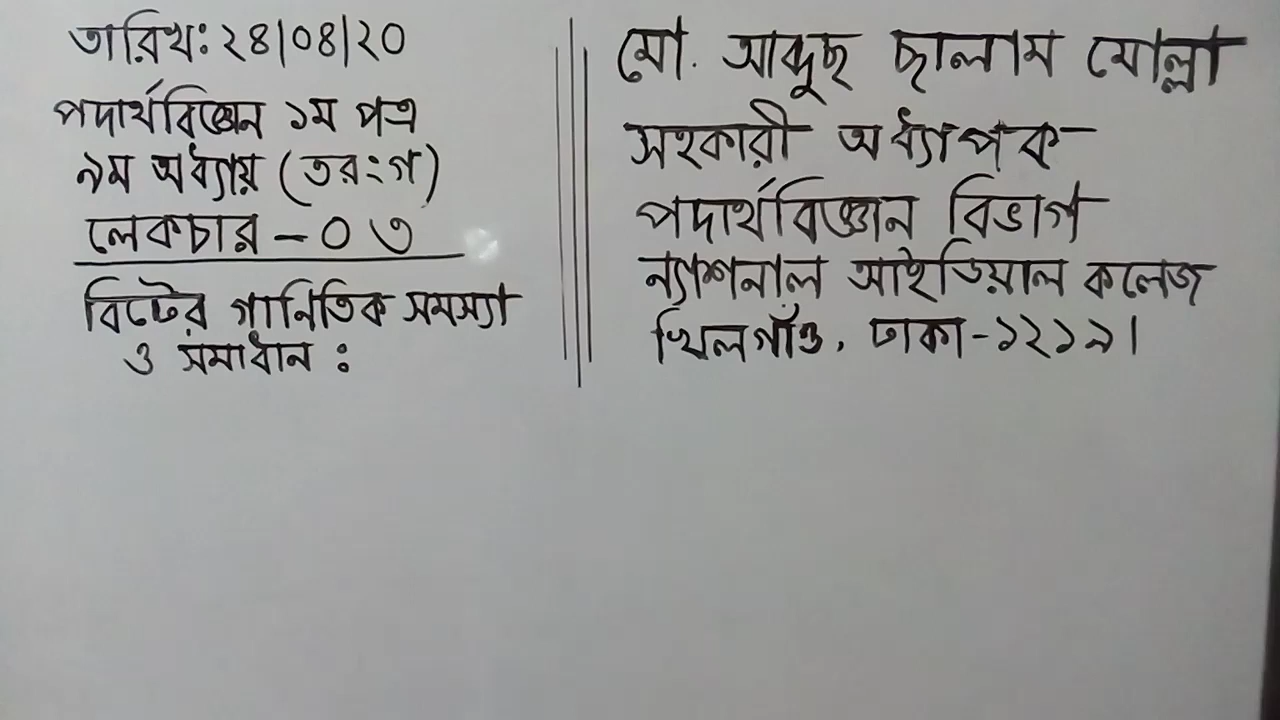 তারিখ: ২৪|০৪|২০
পদার্থবিজ্ঞান ১ম পত্র
৯ম অধ্যায় (তরংগ)
লেকচার - ০৩
বিটের গানিতিক সমস্যা
ও সমাধান :
মো. আব্দুছ ছালাম মোল্লা
সহকারী অধ্যাপক
পদার্থবিজ্ঞান বিভাগ
ন্যাশনাল আইডিয়াল কলেজ
খিলগাঁও, ঢাকা-১২১৯।